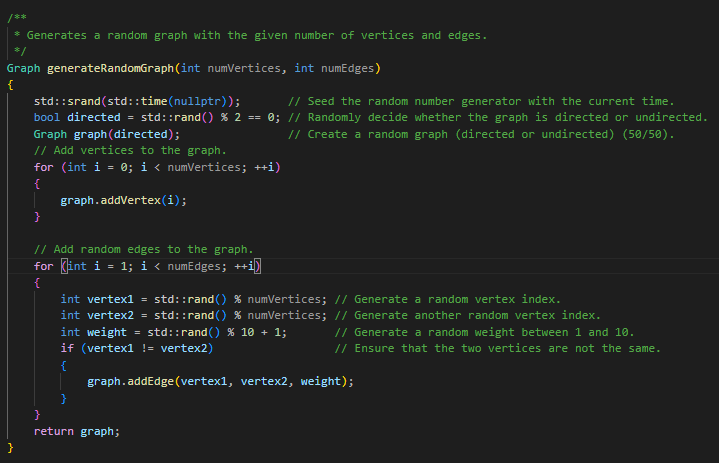 /**
 * Generates a random graph with the given number of vertices and edges.
 */
Graph generateRandomGraph(int numVertices, int numEdges)
{
    std::srand(std::time(nullptr));       // Seed the random number generator with the current time.
    bool directed = std::rand() % 2 == 0; // Randomly decide whether the graph is directed or undirected.
    Graph graph(directed);                // Create a random graph (directed or undirected) (50/50).
    // Add vertices to the graph.
    for (int i = 0; i < numVertices; ++i)
    {
        graph.addVertex(i);
    }

    // Add random edges to the graph.
    for (int i = 1; i < numEdges; ++i)
    {
        int vertex1 = std::rand() % numVertices; // Generate a random vertex index.
        int vertex2 = std::rand() % numVertices; // Generate another random vertex index.
        int weight = std::rand() % 10 + 1;       // Generate a random weight between 1 and 10.
        if (vertex1 != vertex2)                  // Ensure that the two vertices are not the same.
        {
            graph.addEdge(vertex1, vertex2, weight);
        }
    }
    return graph;
}